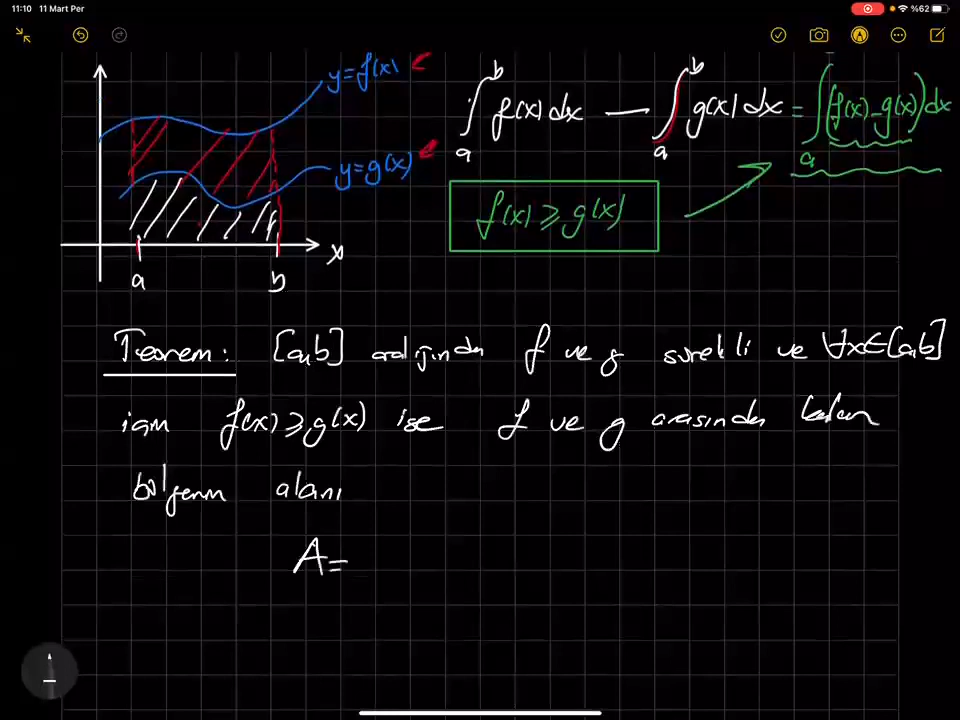 11:10 11 Mart Per %62
y=f(x)
y=g(x)
x
a b
∫_a^b f(x) dx — ∫_a^b g(x) dx = ∫_a (f(x) - g(x)) dx
f(x) ≥ g(x)
Teorem: [a,b] aralığında f ve g sürekli ve ∀x∈[a,b]
için f(x) ≥ g(x) ise f ve g arasında kalan
bölgenin alanı
A=